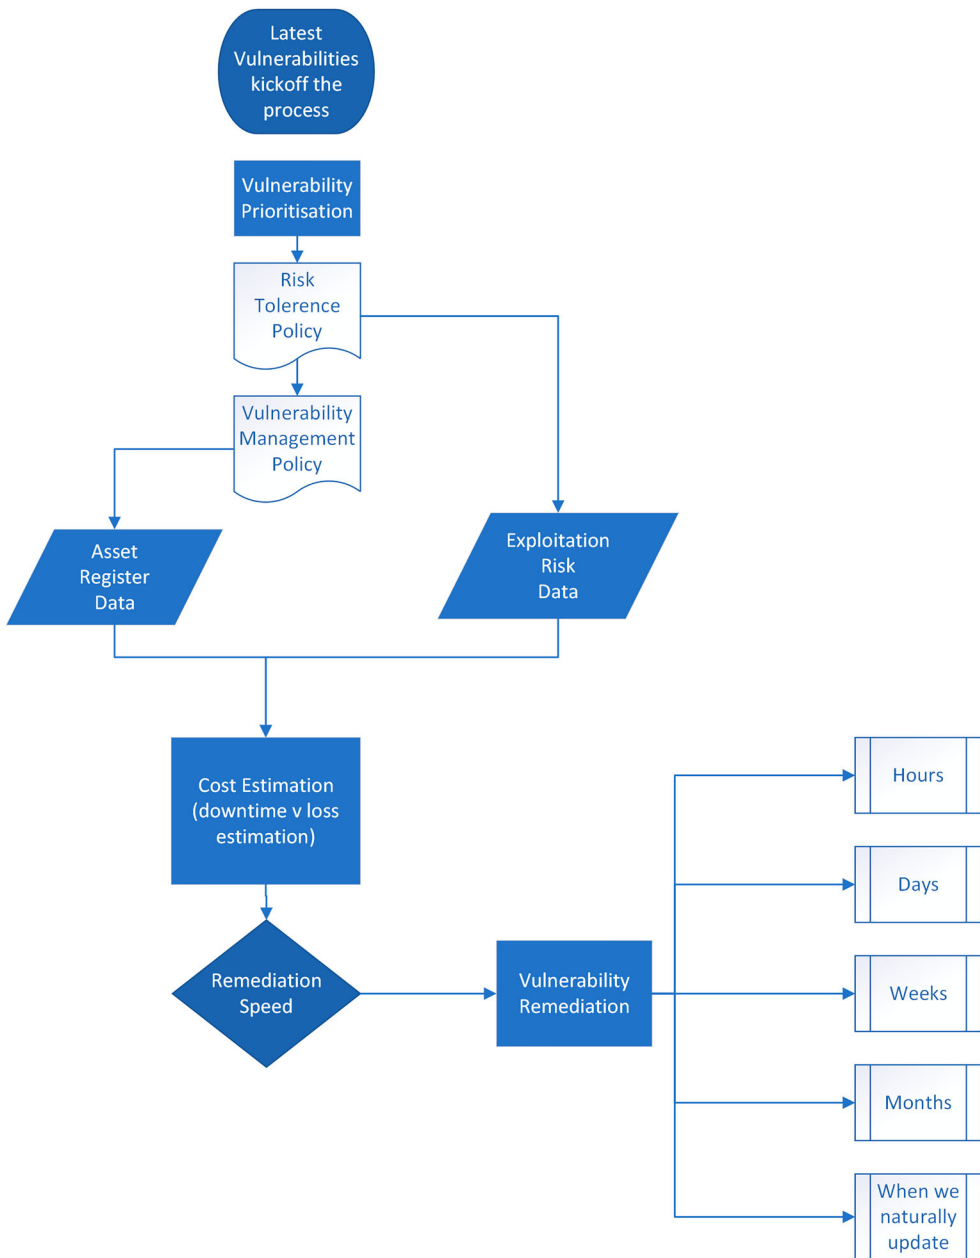 Latest
Vulnerabilities
kickoff the
process
Vulnerability
Prioritisation
Risk
Tolerence
Policy
Vulnerability
Management
Policy
Asset
Register
Data
Exploitation
Risk
Data
Cost Estimation
(downtime v loss
estimation)
Remediation
Speed
Vulnerability
Remediation
Hours
Days
Weeks
Months
When we
naturally
update